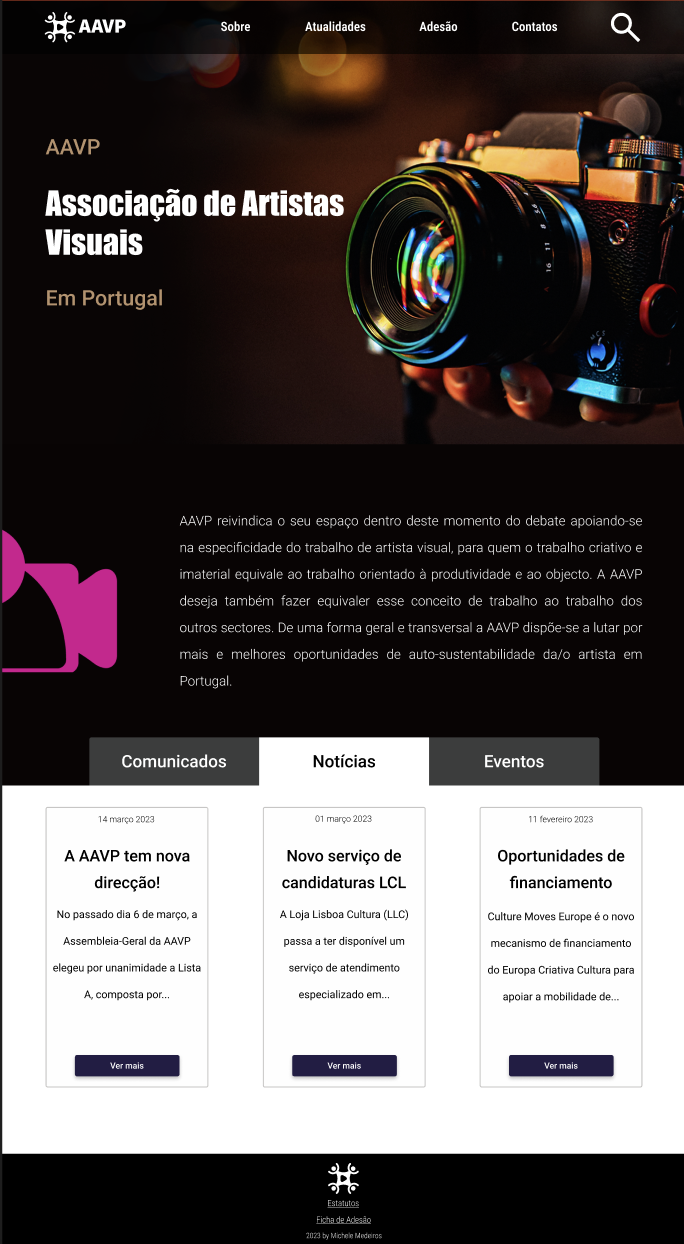 AAVP
Sobre
Atualidades
Adesão
Contatos
AAVP
Associação de Artistas
Visuais
Em Portugal
AAVP reivindica o seu espaço dentro deste momento do debate apoiando-se
na especificidade do trabalho de artista visual, para quem o trabalho criativo e
imaterial equivale ao trabalho orientado à produtividade e ao objecto. A AAVP
deseja também fazer equivaler esse conceito de trabalho ao trabalho dos
outros sectores. De uma forma geral e transversal a AAVP dispõe-se a lutar por
mais e melhores oportunidades de auto-sustentabilidade da/o artista em
Portugal.
Comunicados
Notícias
Eventos
14 março 2023
A AAVP tem nova
direcção!
No passado dia 6 de março, a
Assembleia-Geral da AAVP
elegeu por unanimidade a Lista
A, composta por...
Ver mais
01 março 2023
Novo serviço de
candidaturas LCL
A Loja Lisboa Cultura (LLC)
passa a ter disponível um
serviço de atendimento
especializado em...
Ver mais
11 fevereiro 2023
Oportunidades de
financiamento
Culture Moves Europe é o novo
mecanismo de financiamento
do Europa Criativa Cultura para
apoiar a mobilidade de...
Ver mais
Estatutos
Ficha de Adesão
2023 by Michele Medeiros